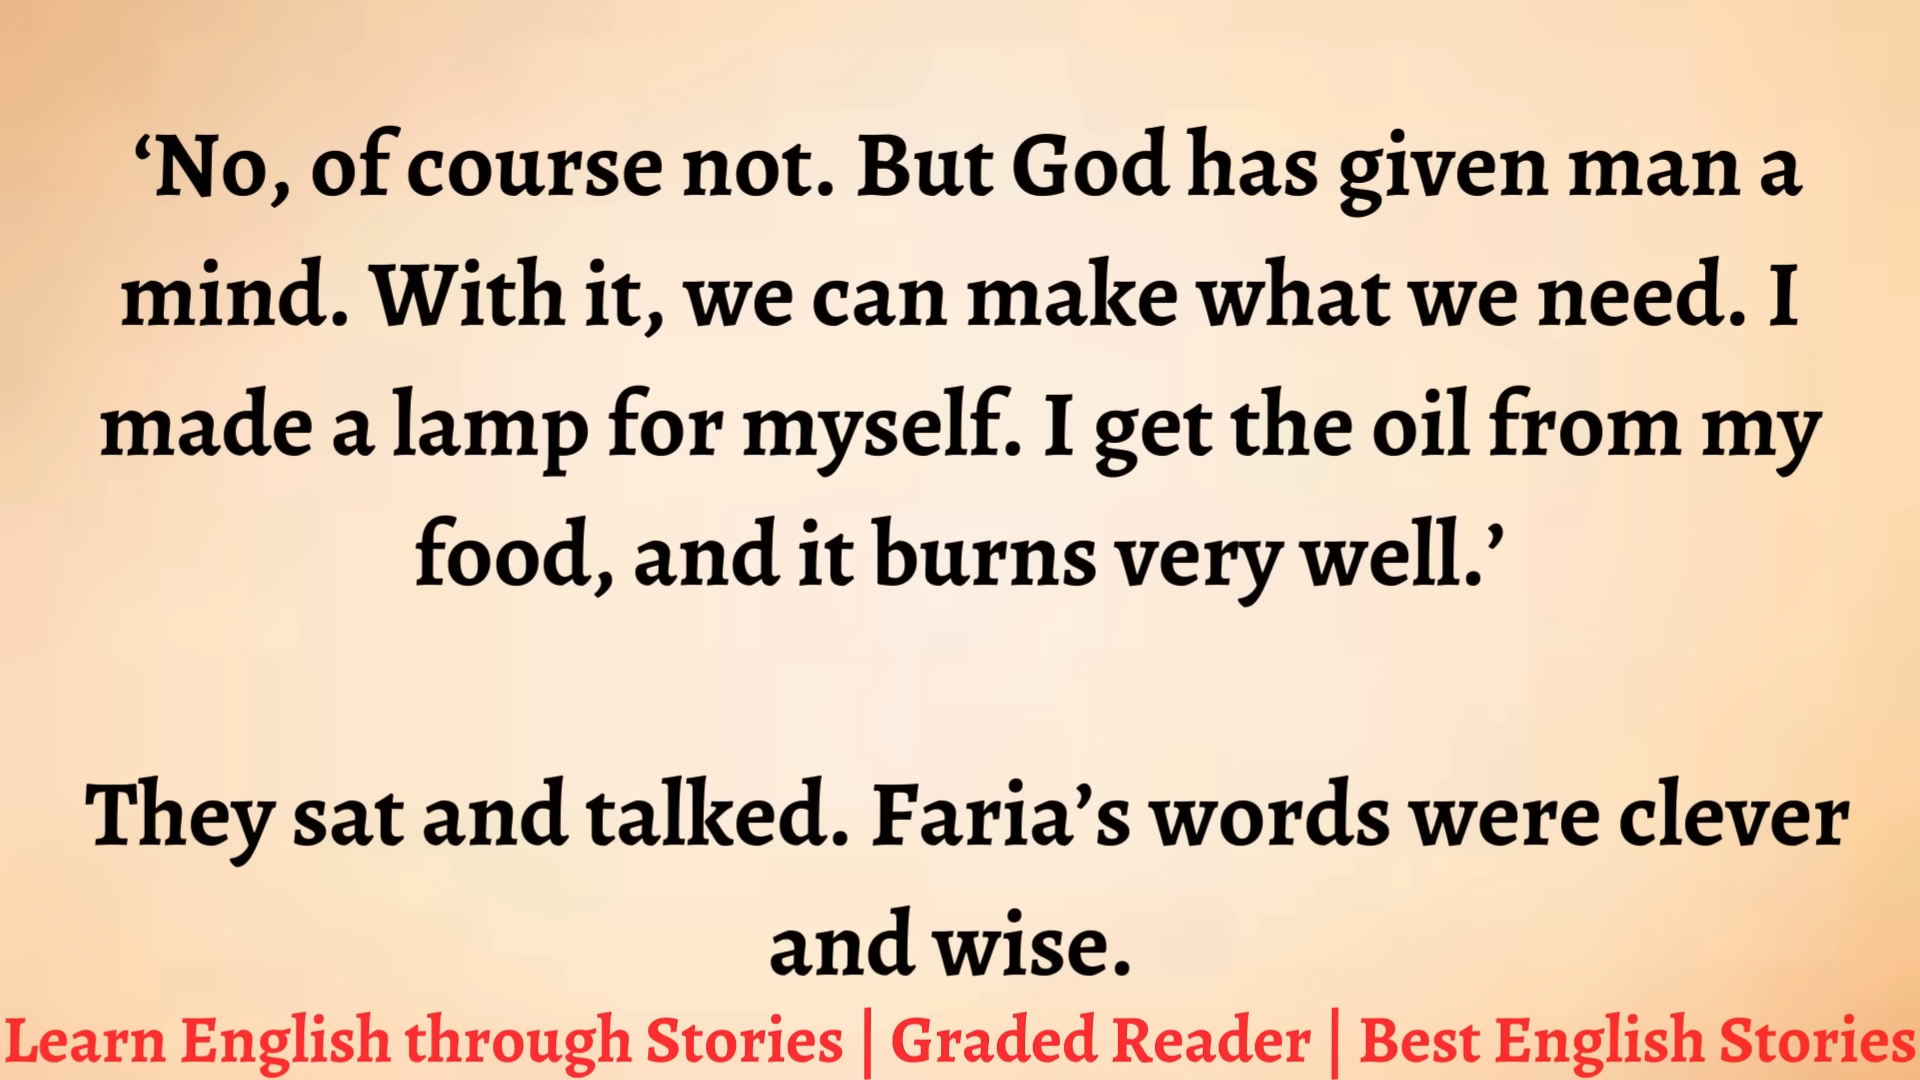 ‘No, of course not. But God has given man a
mind. With it, we can make what we need. I
made a lamp for myself. I get the oil from my
food, and it burns very well.’
They sat and talked. Faria’s words were clever
and wise.
Learn English through Stories | Graded Reader | Best English Stories